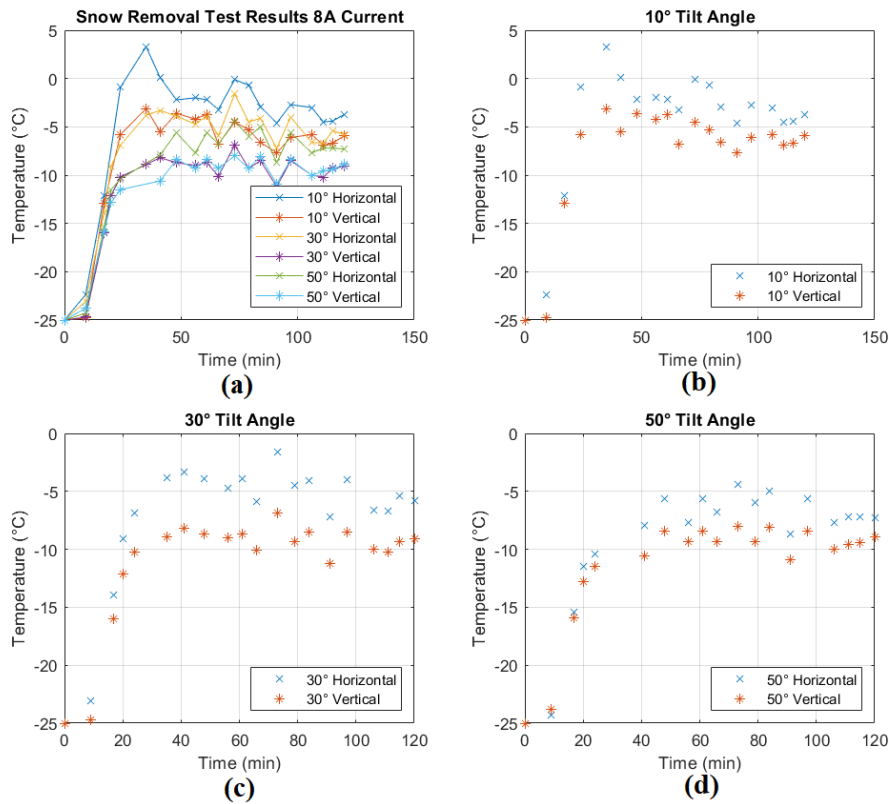 Snow Removal Test Results 8A Current
5
0
-5
-10
-15
-20
-25
Temperature (°C)
10° Horizontal
10° Vertical
30° Horizontal
30° Vertical
50° Horizontal
50° Vertical
0 50 100 150
Time (min)
(a)
10° Tilt Angle
5
0
-5
-10
-15
-20
-25
Temperature (°C)
10° Horizontal
10° Vertical
0 50 100 150
Time (min)
(b)
30° Tilt Angle
0
-5
-10
-15
-20
-25
Temperature (°C)
30° Horizontal
30° Vertical
0 20 40 60 80 100 120
Time (min)
(c)
50° Tilt Angle
0
-5
-10
-15
-20
-25
Temperature (°C)
50° Horizontal
50° Vertical
0 20 40 60 80 100 120
Time (min)
(d)